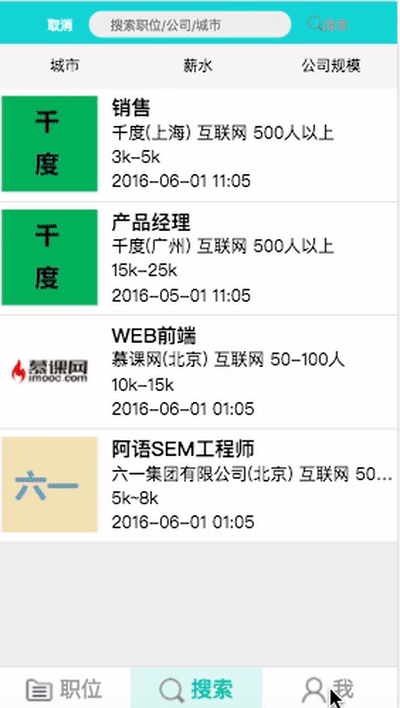 取消 搜索职位/公司/城市 搜索
城市 薪水 公司规模
千度
销售
千度(上海) 互联网 500人以上
3k-5k
2016-06-01 11:05
千度
产品经理
千度(广州) 互联网 500人以上
15k-25k
2016-05-01 11:05
慕课网
imooc.com
WEB前端
慕课网(北京) 互联网 50-100人
10k-15k
2016-06-01 01:05
六一
阿语SEM工程师
六一集团有限公司(北京) 互联网 50...
5k~8k
2016-06-01 01:05
职位 搜索 我